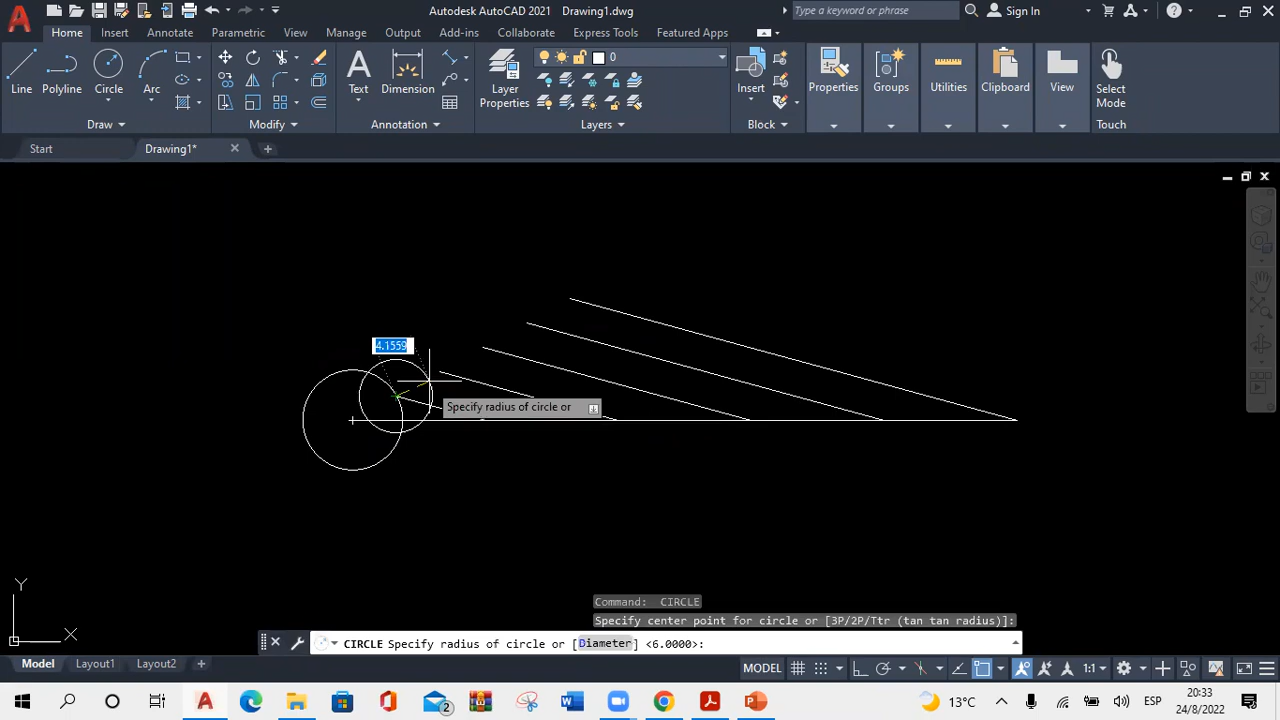 Autodesk AutoCAD 2021 Drawing1.dwg
Type a keyword or phrase
Sign In
Home Insert Annotate Parametric View Manage Output Add-ins Collaborate Express Tools Featured Apps
0
Line Polyline Circle Arc
Text Dimension
Layer Properties
Insert
Properties Groups Utilities Clipboard View
Select Mode
Draw Modify Annotation Layers Block Touch
Start Drawing1*
4.1559
Specify radius of circle or
Y
X
Command: CIRCLE
Specify center point for circle or [3P/2P/Ttr (tan tan radius)]:
CIRCLE Specify radius of circle or [Diameter] <6.0000>:
Model Layout1 Layout2
MODEL 1:1
2
13°C
ESP
20:33
24/8/2022